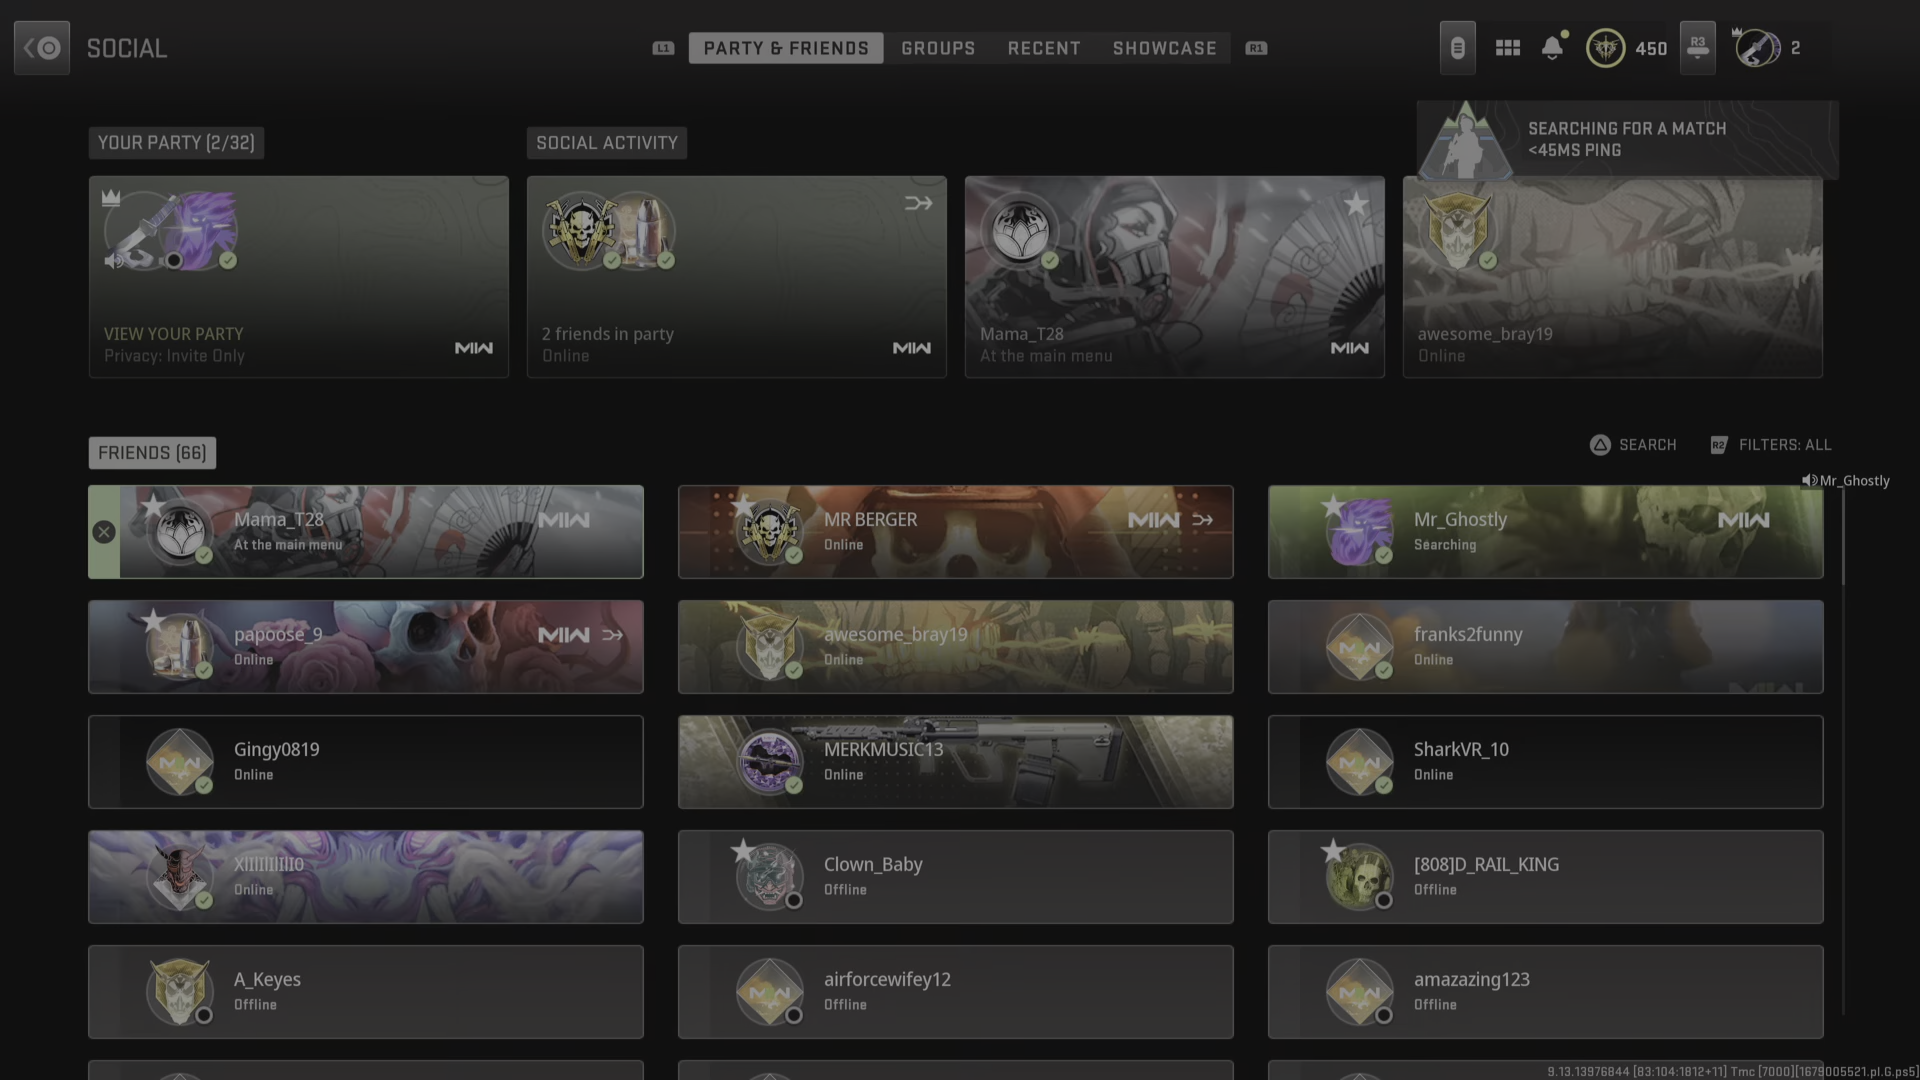 SOCIAL
L1
PARTY & FRIENDS
GROUPS
RECENT
SHOWCASE
R1
450
R3
2
SEARCHING FOR A MATCH
<45MS PING
YOUR PARTY (2/32)
SOCIAL ACTIVITY
VIEW YOUR PARTY
Privacy: Invite Only
MW
2 friends in party
Online
MW
Mama_T28
At the main menu
MW
awesome_bray19
Online
FRIENDS (66)
SEARCH
R2
FILTERS: ALL
Mr_Ghostly
Mama_T28
At the main menu
MW
MR BERGER
Online
MW
Mr_Ghostly
Searching
MW
papoose_9
Online
MW
awesome_bray19
Online
franks2funny
Online
MW
Gingy0819
Online
MERKMUSIC13
Online
SharkVR_10
Online
Online
Clown_Baby
Offline
[808]D_RAIL_KING
Offline
A_Keyes
Offline
airforcewifey12
Offline
amazazing123
Offline
9.13.13976844 [83:104:1812+11] Tmc [7000][1679005521.pl.G.ps5]